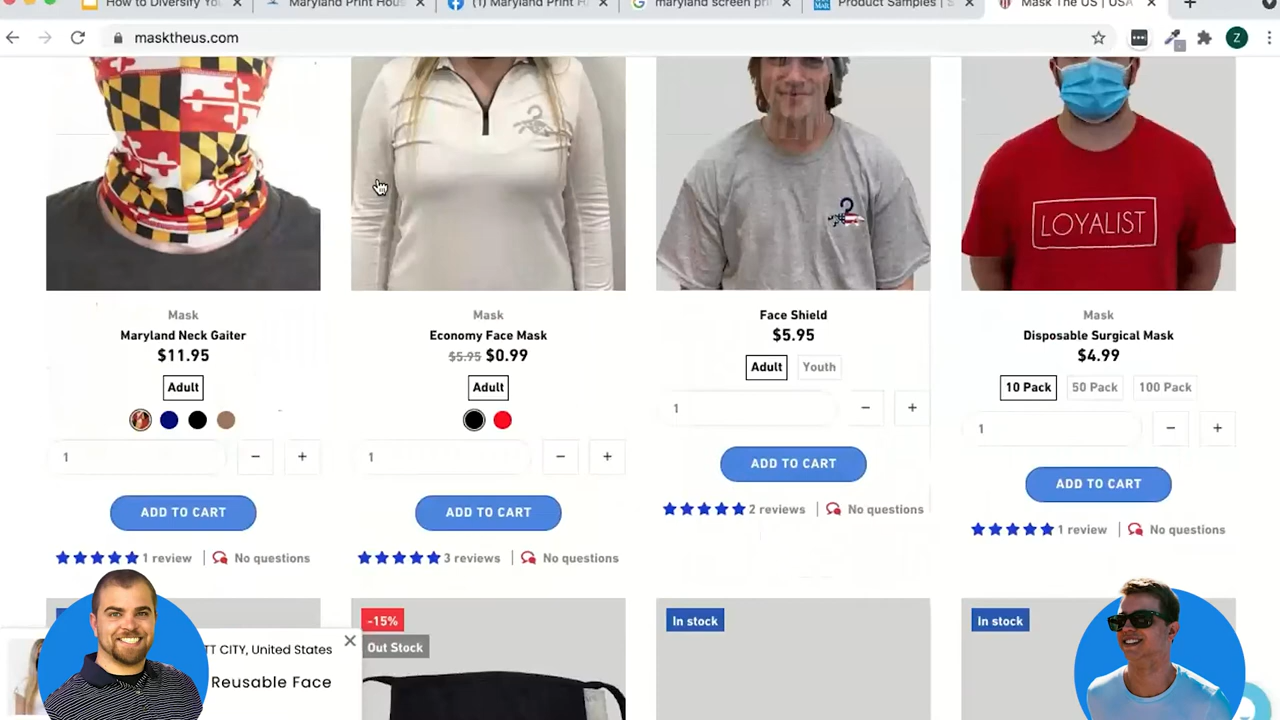 How to Diversify You
Maryland Print Hous
(1) Maryland Print H
maryland screen pri
Product Samples | S
Mask The US | USA
masktheus.com
Z
LOYALIST
Mask
Maryland Neck Gaiter
$11.95
Adult
1
ADD TO CART
1 review
No questions
Mask
Economy Face Mask
$5.95 $0.99
Adult
1
ADD TO CART
3 reviews
No questions
Face Shield
$5.95
Adult Youth
1
ADD TO CART
2 reviews
No questions
Mask
Disposable Surgical Mask
$4.99
10 Pack 50 Pack 100 Pack
1
ADD TO CART
1 review
No questions
-15%
Out Stock
In stock
In stock
TT CITY, United States
Reusable Face